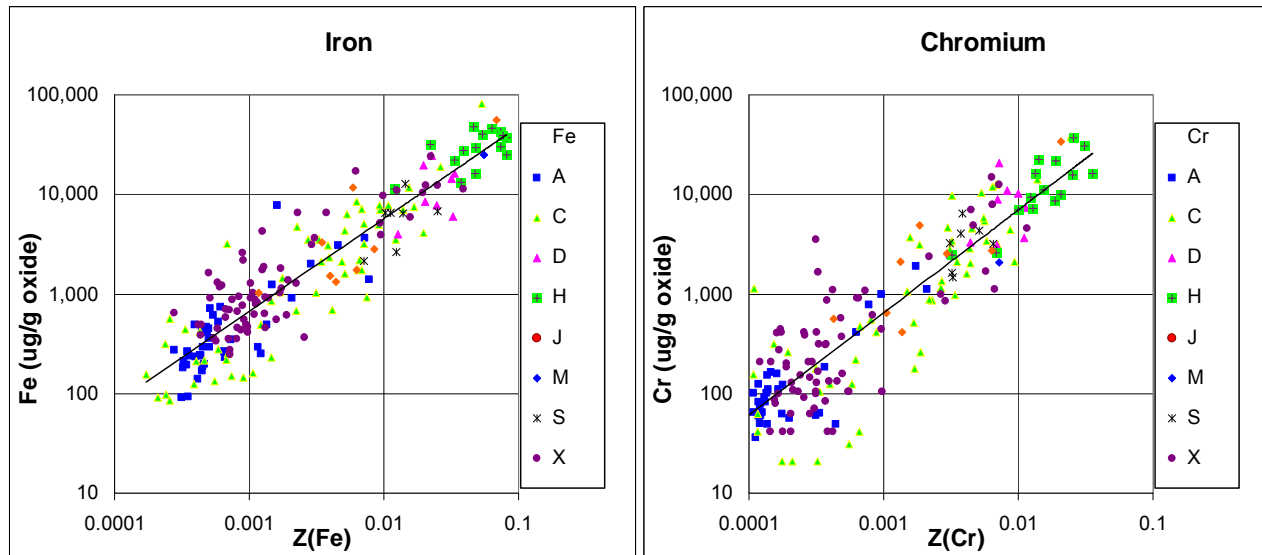 Iron
Fe (ug/g oxide)
100,000
10,000
1,000
100
10
0.0001
0.001
0.01
0.1
Z(Fe)
Fe
A
C
D
H
J
M
S
X
Chromium
Cr (ug/g oxide)
100,000
10,000
1,000
100
10
0.0001
0.001
0.01
0.1
Z(Cr)
Cr
A
C
D
H
J
M
S
X